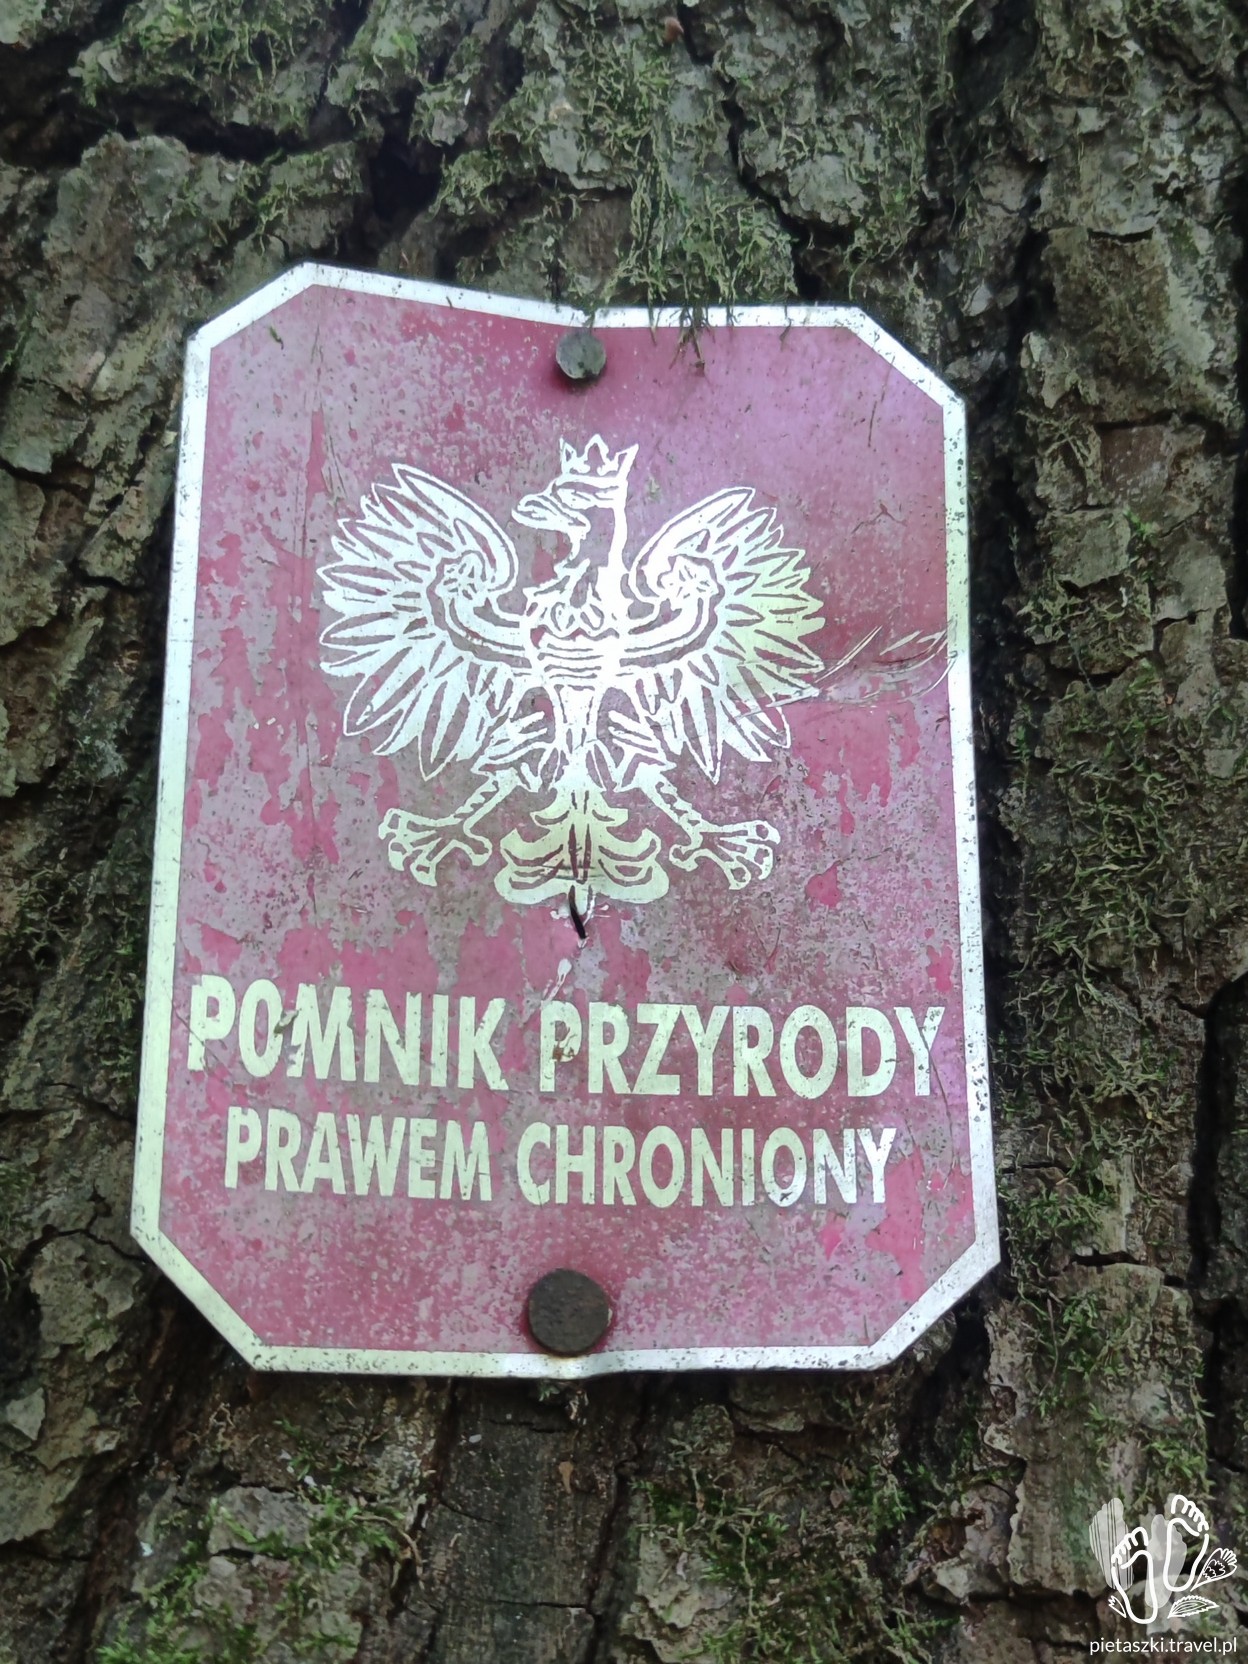 POMNIK PRZYRODY
PRAWEM CHRONIONY
pietaszki.travel.pl